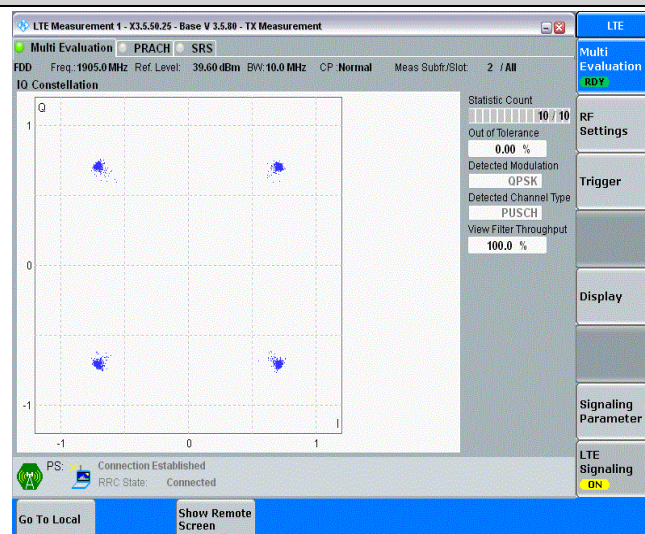 LTE Measurement 1 - X3.5.50.25 - Base V 3.5.80 - TX Measurement
LTE
Multi Evaluation PRACH SRS
FDD Freq.: 1905.0 MHz Ref. Level: 39.60 dBm BW: 10.0 MHz CP: Normal Meas Subfr./Slot: 2 / All
IQ Constellation
Q
1
0
-1
-1 0 1
I
Statistic Count
10 / 10
Out of Tolerance
0.00 %
Detected Modulation
QPSK
Detected Channel Type
PUSCH
View Filter Throughput
100.0 %
Multi
Evaluation
RDY
RF
Settings
Trigger
Display
Signaling
Parameter
LTE
Signaling
ON
PS: Connection Established
RRC State: Connected
Go To Local
Show Remote
Screen